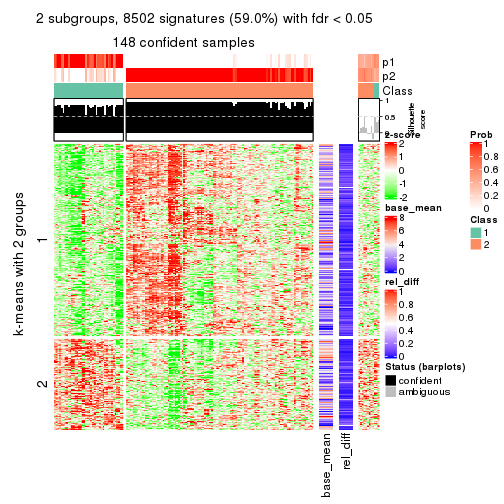 2 subgroups, 8502 signatures (59.0%) with fdr < 0.05
148 confident samples
p1
p2
Class
1
0.5
0
Silhouette
score
k-means with 2 groups
1
2
base_mean
rel_diff
z-score
2
1
0
-1
-2
base_mean
8
6
4
2
0
rel_diff
1
0.8
0.6
0.4
0.2
0
Status (barplots)
confident
ambiguous
Prob
1
0.8
0.6
0.4
0.2
0
Class
1
2